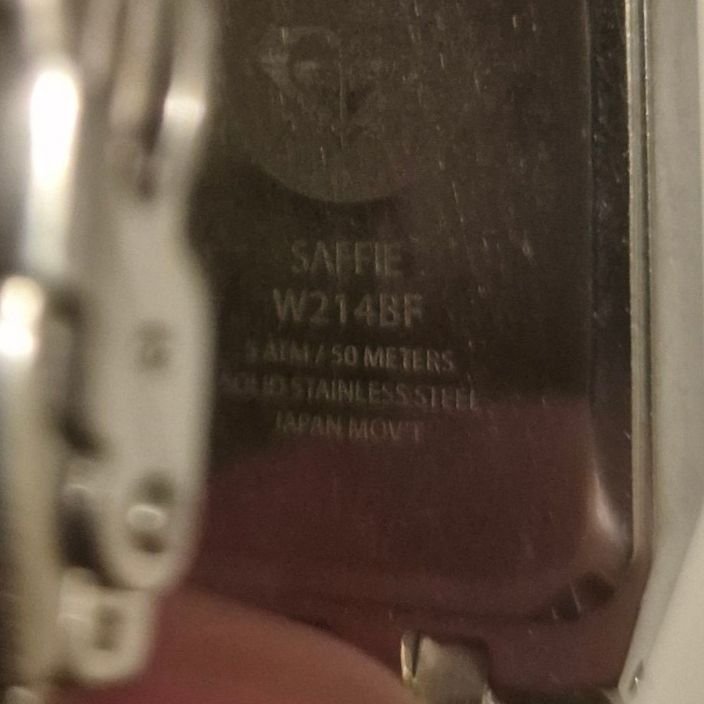 SAFFIE
W214BF
5 ATM / 50 METERS
SOLID STAINLESS STEEL
JAPAN MOV'T